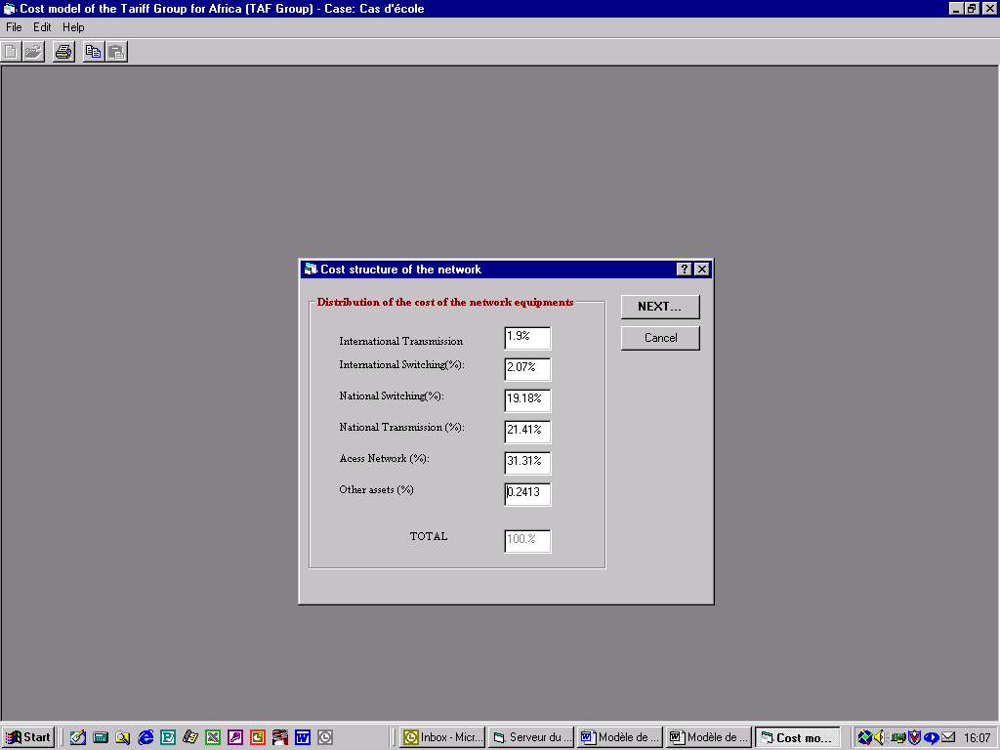 Cost model of the Tariff Group for Africa (TAF Group) - Case: Cas d'école
File Edit Help
Cost structure of the network
Distribution of the cost of the network equipments
NEXT...
International Transmission 1.9%
Cancel
International Switching(%): 2.07%
National Switching(%): 19.18%
National Transmission (%): 21.41%
Acess Network (%): 31.31%
Other assets (%) 0.2413
TOTAL 100.%
Start Inbox - Micr... Serveur du ... Modèle de ... Modèle de ... Cost mo... 16:07